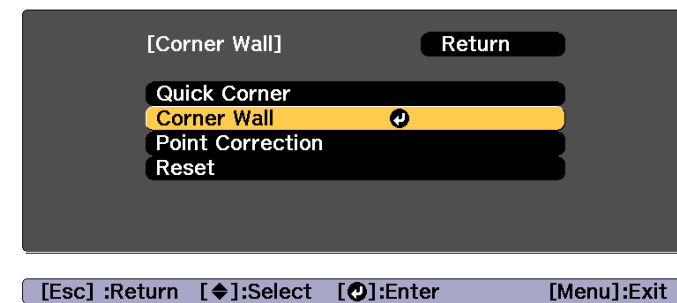 [Corner Wall] Return
Quick Corner
Corner Wall
Point Correction
Reset
[Esc] :Return [◆]:Select [↵]:Enter [Menu]:Exit